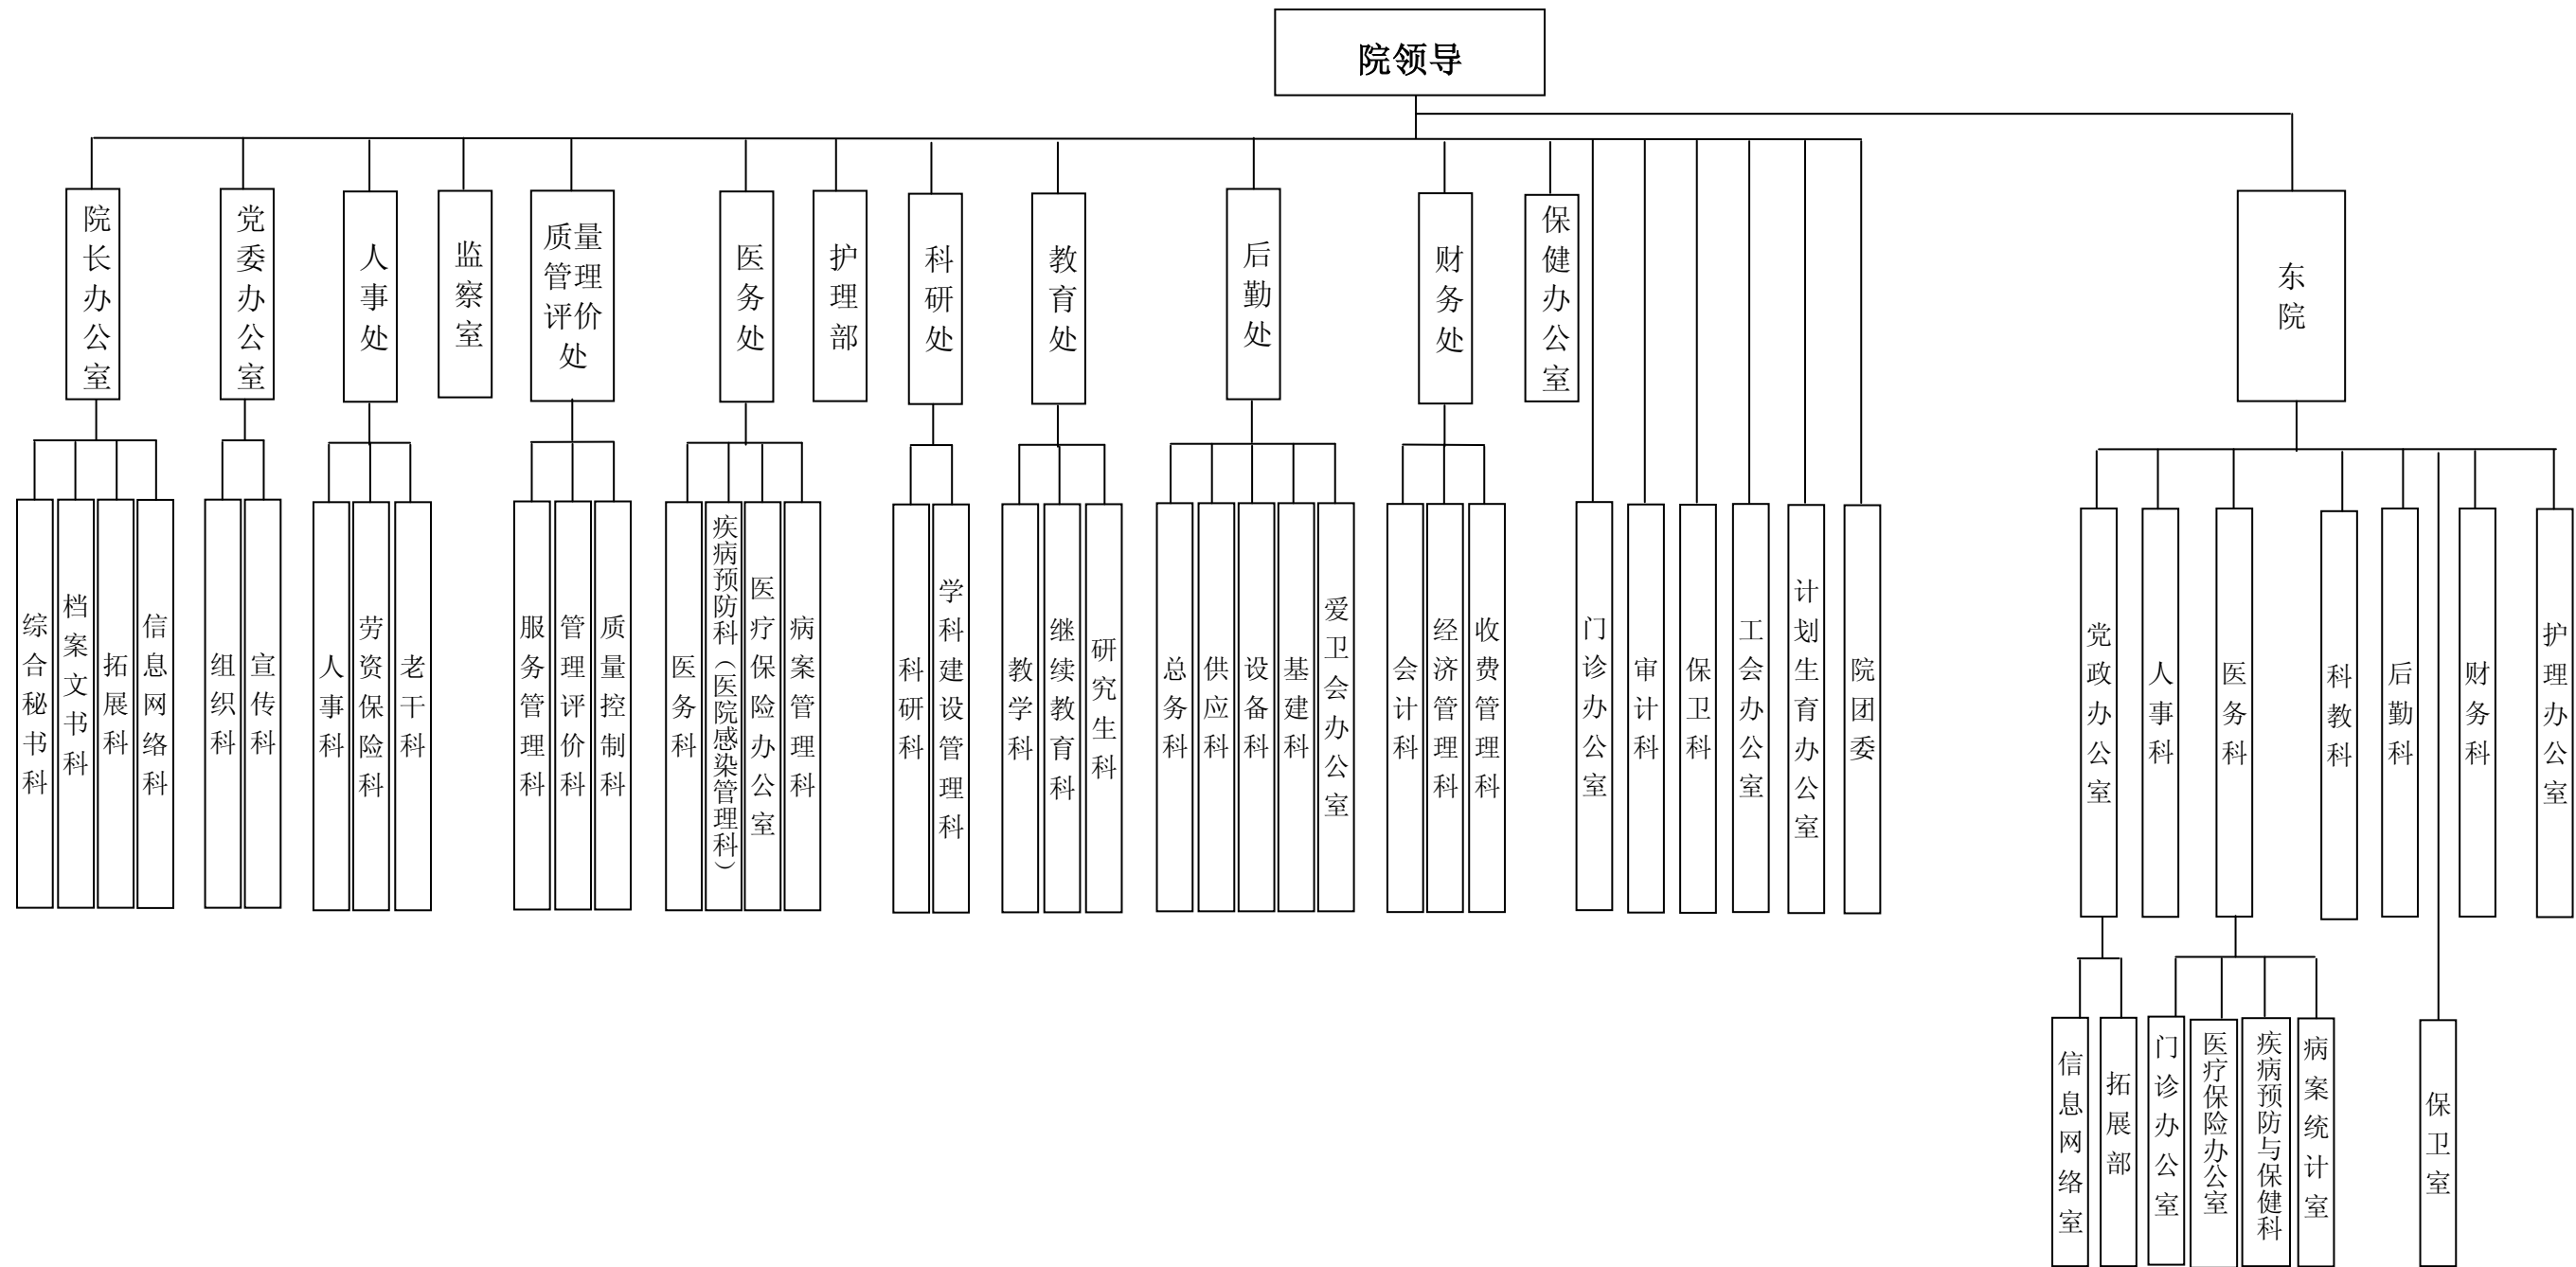 院领导
院长办公室
党委办公室
人事处
监察室
质量管理评价处
医务处
护理部
科研处
教育处
后勤处
财务处
保健办公室
东院
综合秘书科
档案文书科
拓展科
信息网络科
组织科
宣传科
人事科
劳资保险科
老干科
服务管理科
管理评价科
质量控制科
医务科
疾病预防科（医院感染管理科）
医疗保险办公室
病案管理科
科研科
学科建设管理科
教学科
继续教育科
研究生科
总务科
供应科
设备科
基建科
爱卫会办公室
会计科
经济管理科
收费管理科
门诊办公室
审计科
保卫科
工会办公室
计划生育办公室
院团委
党政办公室
人事科
医务科
科教科
后勤科
财务科
护理办公室
信息网络室
拓展部
门诊办公室
医疗保险办公室
疾病预防与保健科
病案统计室
保卫室